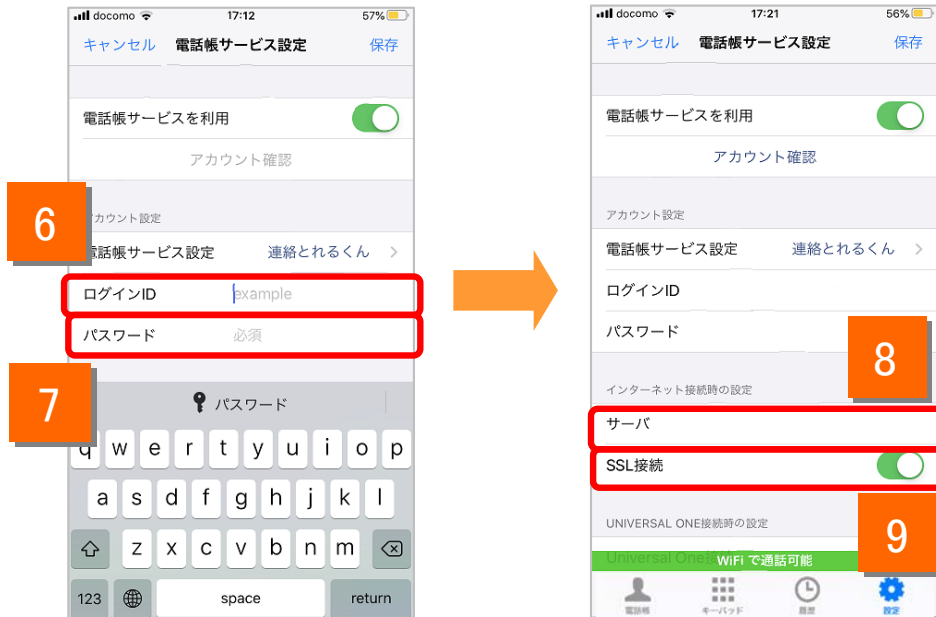 docomo 17:12 57%
キャンセル 電話帳サービス設定 保存
電話帳サービスを利用
アカウント確認
6
カウント設定
電話帳サービス設定 連絡とれるくん
ログインID example
パスワード 必須
7
パスワード
q w e r t y u i o p
a s d f g h j k l
z x c v b n m
123 space return
docomo 17:21 56%
キャンセル 電話帳サービス設定 保存
電話帳サービスを利用
アカウント確認
アカウント設定
電話帳サービス設定 連絡とれるくん
ログインID
パスワード
8
インターネット接続時の設定
サーバ
SSL接続
UNIVERSAL ONE接続時の設定
9
Universal One
WiFi で通話可能
電話帳 キーパッド 履歴 設定